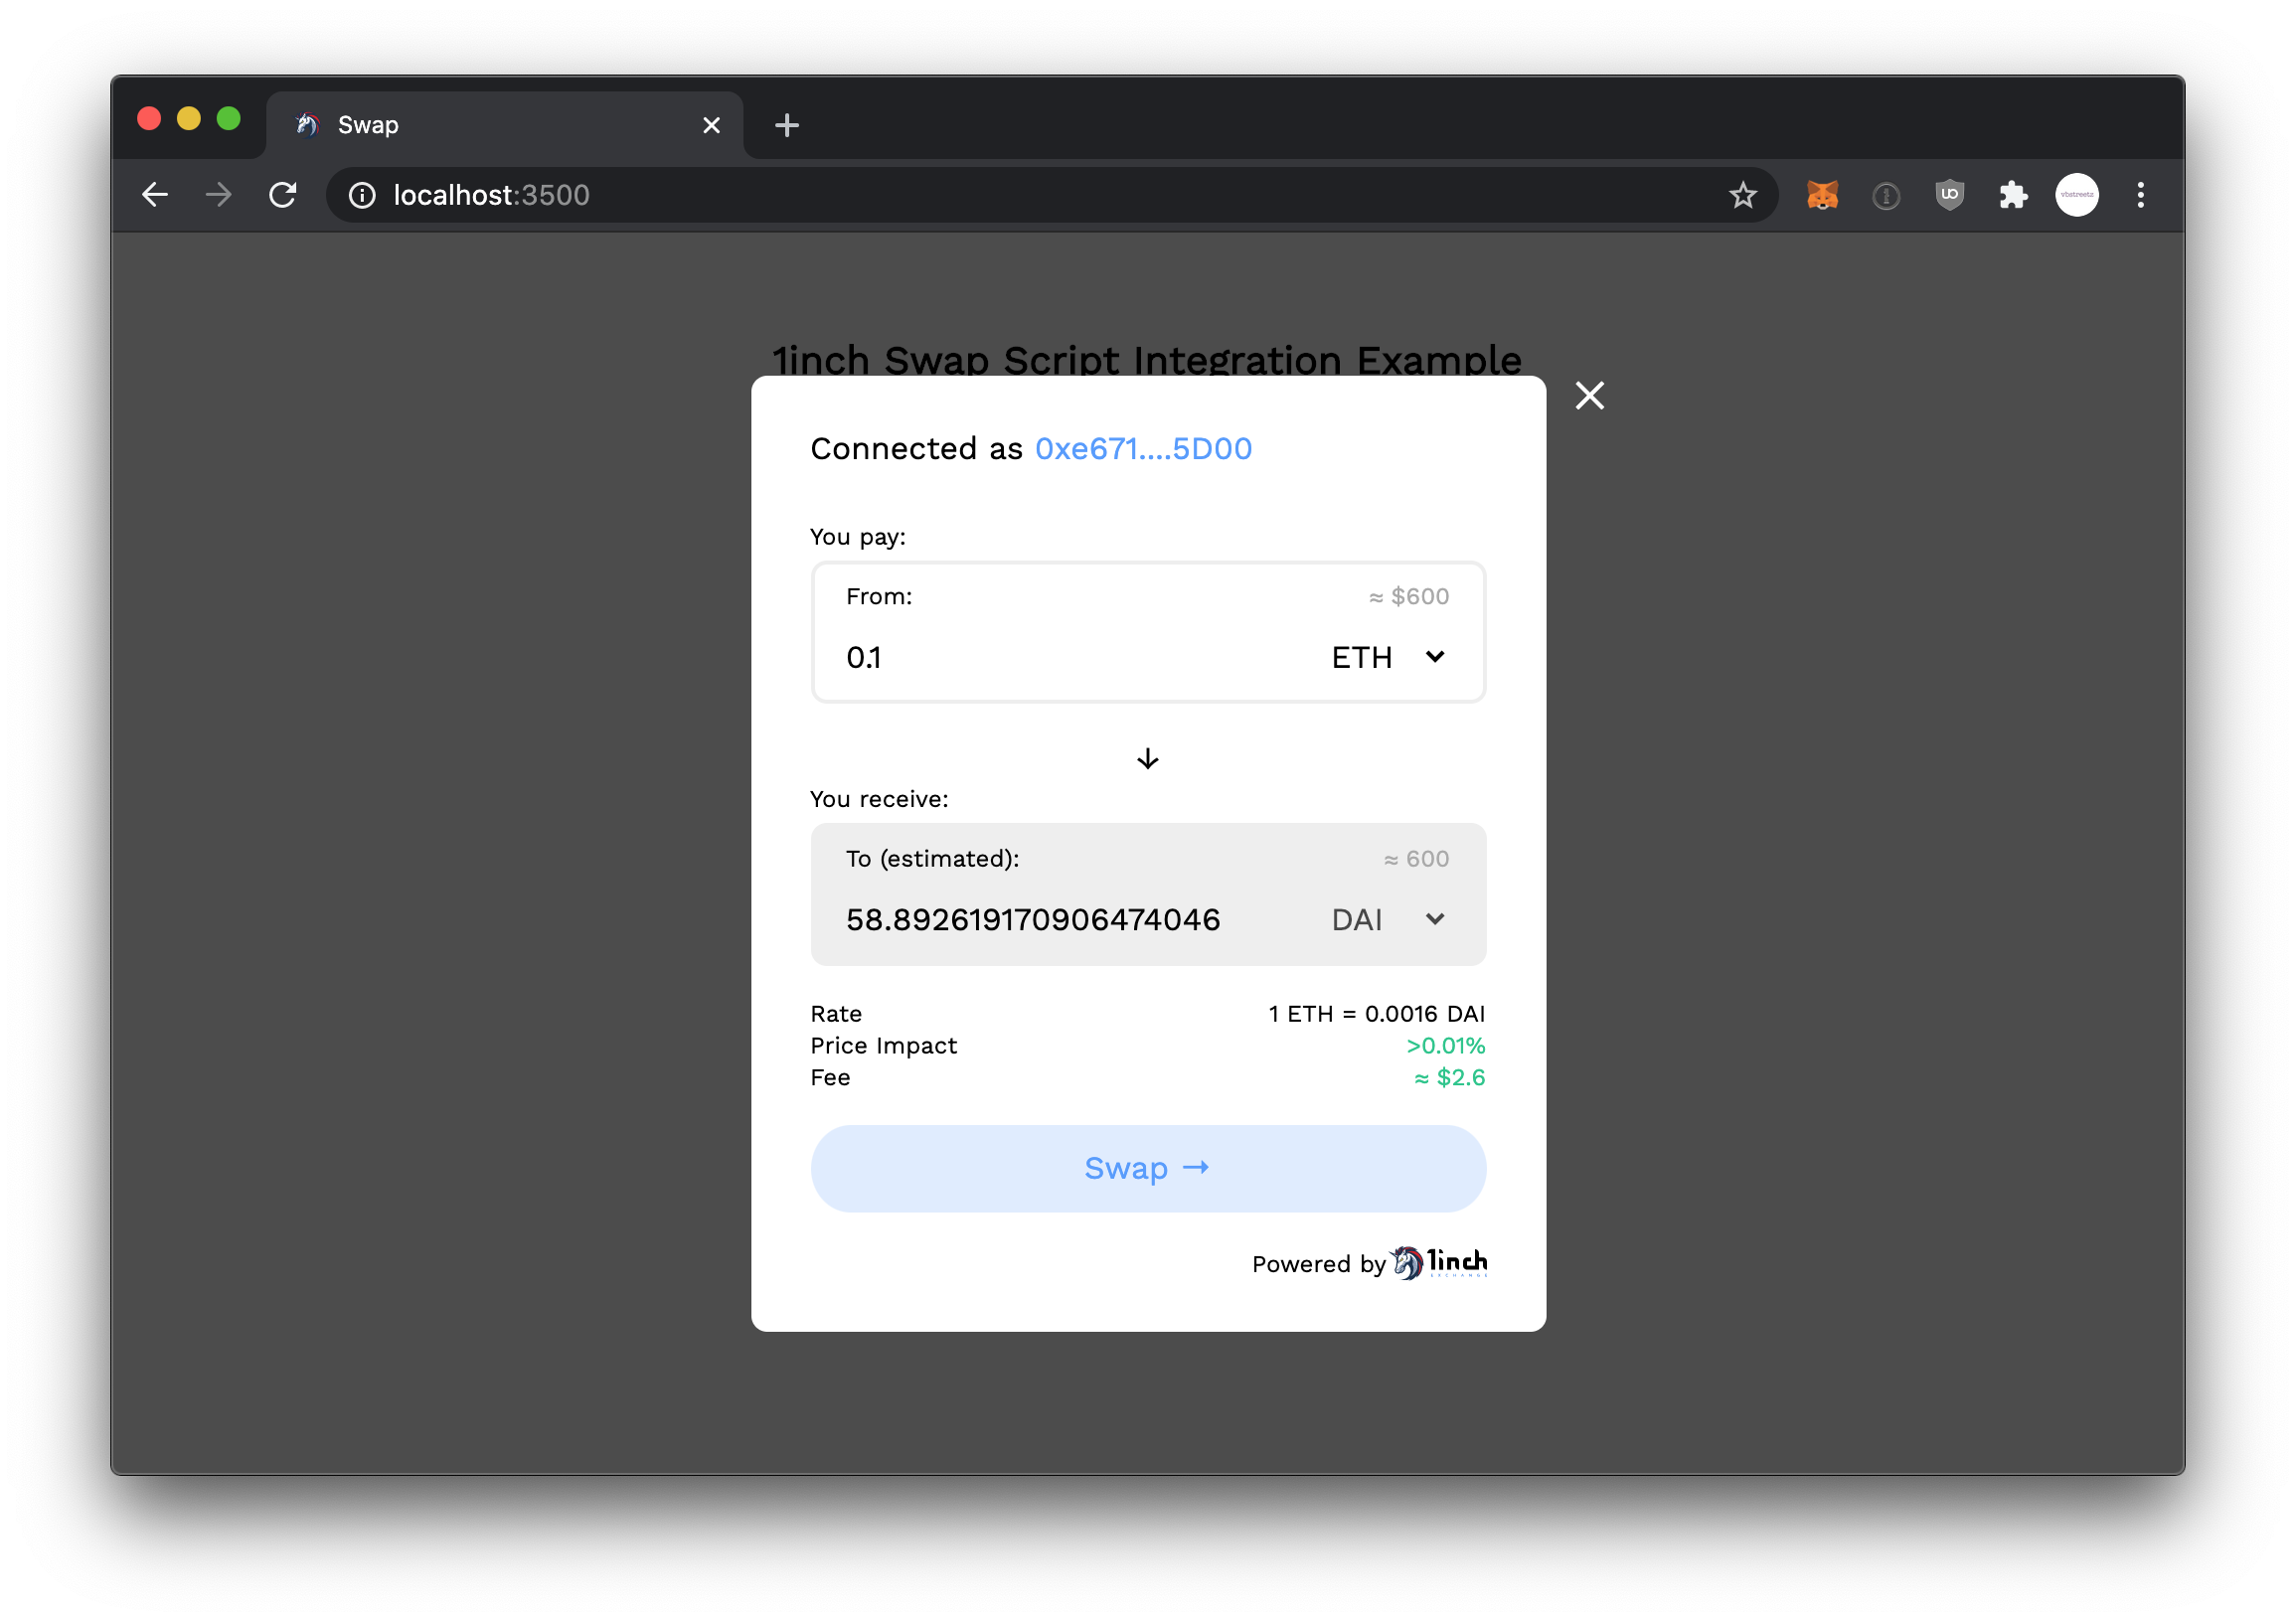 Swap
localhost:3500
vbstreets
1inch Swap Script Integration Example
Connected as 0xe671....5D00
You pay:
From: ≈ $600
0.1 ETH
You receive:
To (estimated): ≈ 600
58.892619170906474046 DAI
Rate 1 ETH = 0.0016 DAI
Price Impact >0.01%
Fee ≈ $2.6
Swap →
Powered by 1inch
EXCHANGE